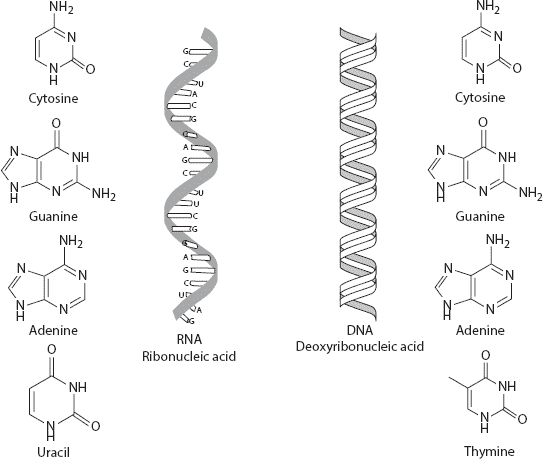 NH2
N
N
H
O
Cytosine
O
N
NH
N
H
N
NH2
Guanine
NH2
N
N
N
H
N
Adenine
O
NH
N
H
O
Uracil
G
C
U
A
C
G
G
A
G
C
U
U
C
G
G
A
G
C
U
A
G
RNA
Ribonucleic acid
DNA
Deoxyribonucleic acid
NH2
N
N
H
O
Cytosine
O
N
NH
N
H
N
NH2
Guanine
NH2
N
N
N
H
N
Adenine
O
NH
N
H
O
Thymine